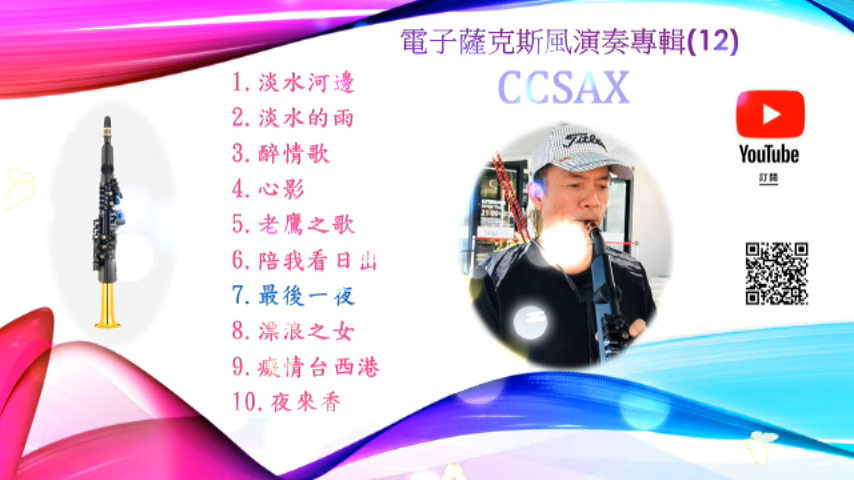 電子薩克斯風演奏專輯(12)
CCSAX
1.淡水河邊
2.淡水的雨
3.醉情歌
4.心影
5.老鷹之歌
6.陪我看日出
7.最後一夜
8.漂浪之女
9.癡情台西港
10.夜來香
Titleist
YouTube
訂閱